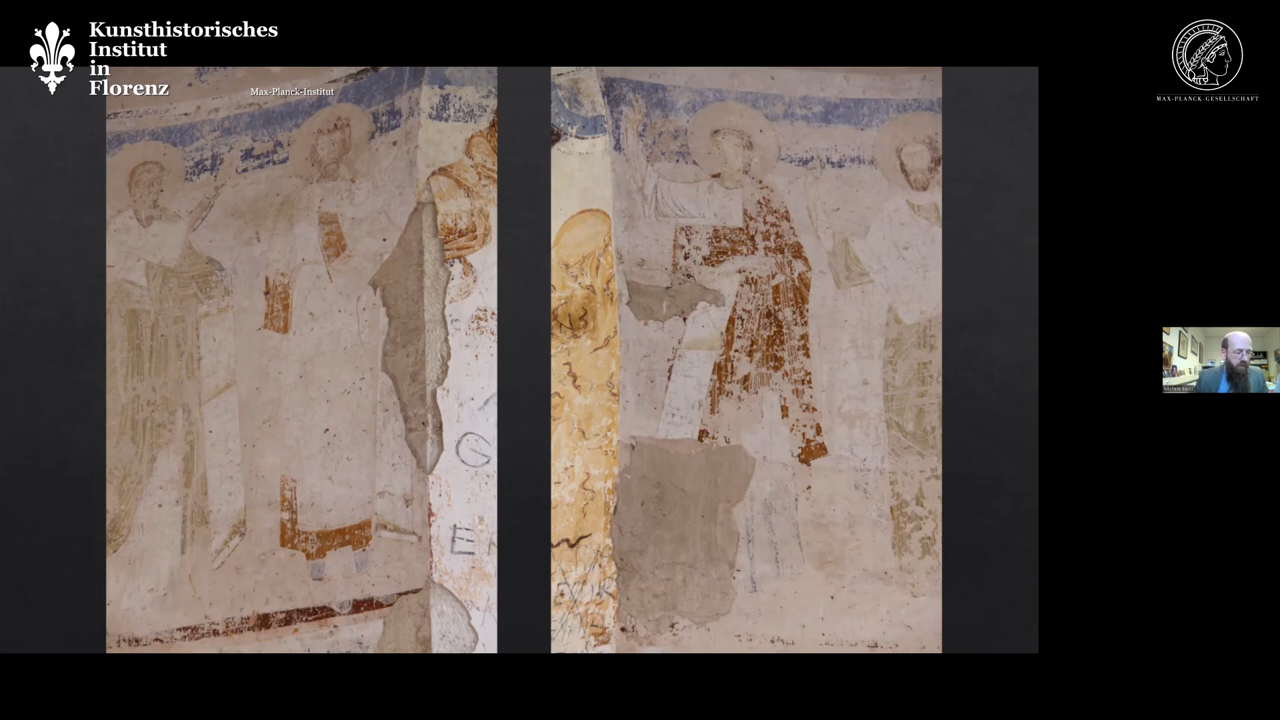 Kunsthistorisches
Institut
in
Florenz
Max-Planck-Institut
MAX-PLANCK-GESELLSCHAFT
G
E